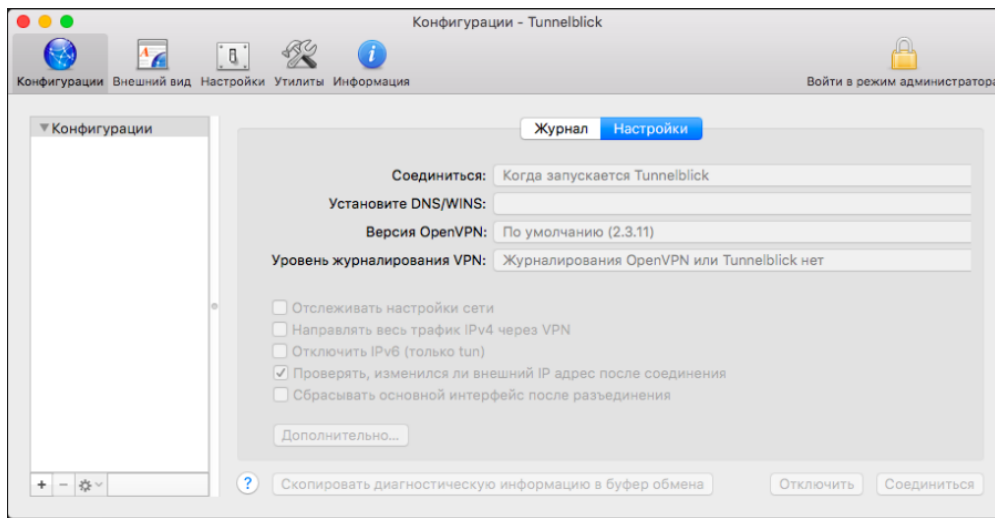 Конфигурации - Tunnelblick
Конфигурации Внешний вид Настройки Утилиты Информация Войти в режим администратора
Конфигурации
Журнал Настройки
Соединиться: Когда запускается Tunnelblick
Установите DNS/WINS:
Версия OpenVPN: По умолчанию (2.3.11)
Уровень журналирования VPN: Журналирования OpenVPN или Tunnelblick нет
Отслеживать настройки сети
Направлять весь трафик IPv4 через VPN
Отключить IPv6 (только tun)
Проверять, изменился ли внешний IP адрес после соединения
Сбрасывать основной интерфейс после разъединения
Дополнительно...
+ − ? Скопировать диагностическую информацию в буфер обмена Отключить Соединиться